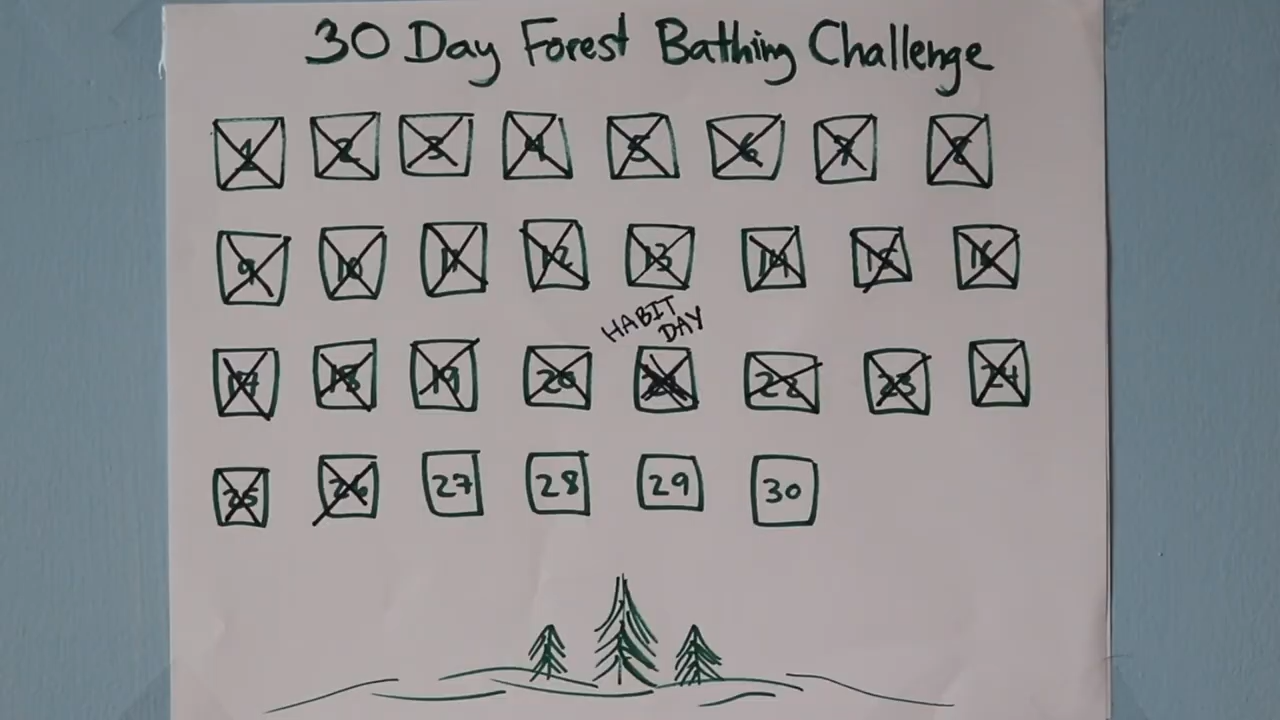 30 Day Forest Bathing Challenge
1 2 3 4 5 6 7 8
9 10 11 12 13 14 15 16
HABIT
DAY
17 18 19 20 21 22 23 24
25 26 27 28 29 30